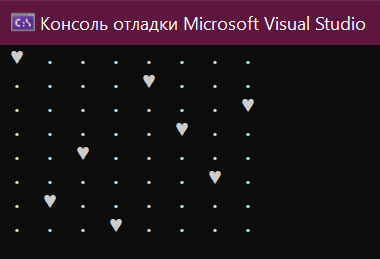 C:\ Консоль отладки Microsoft Visual Studio
♥ . . . . . . .
. . . . ♥ . . .
. . . . . . . ♥
. . . . . ♥ . .
. . ♥ . . . . .
. . . . . . ♥ .
. ♥ . . . . . .
. . . ♥ . . . .